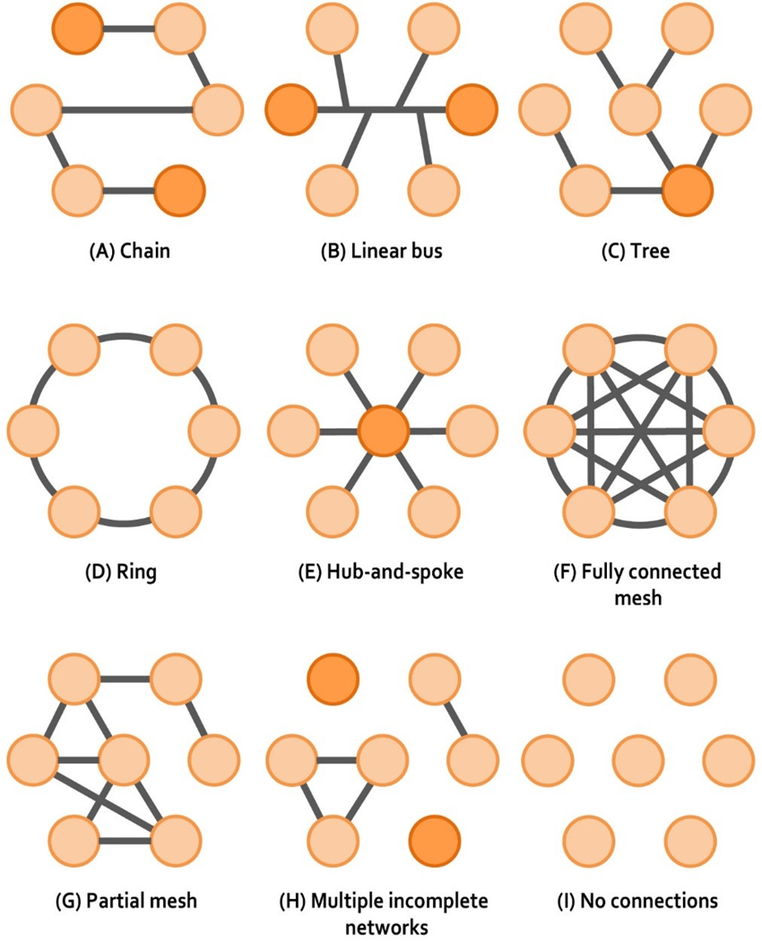 (A) Chain
(B) Linear bus
(C) Tree
(D) Ring
(E) Hub-and-spoke
(F) Fully connected
mesh
(G) Partial mesh
(H) Multiple incomplete
networks
(I) No connections